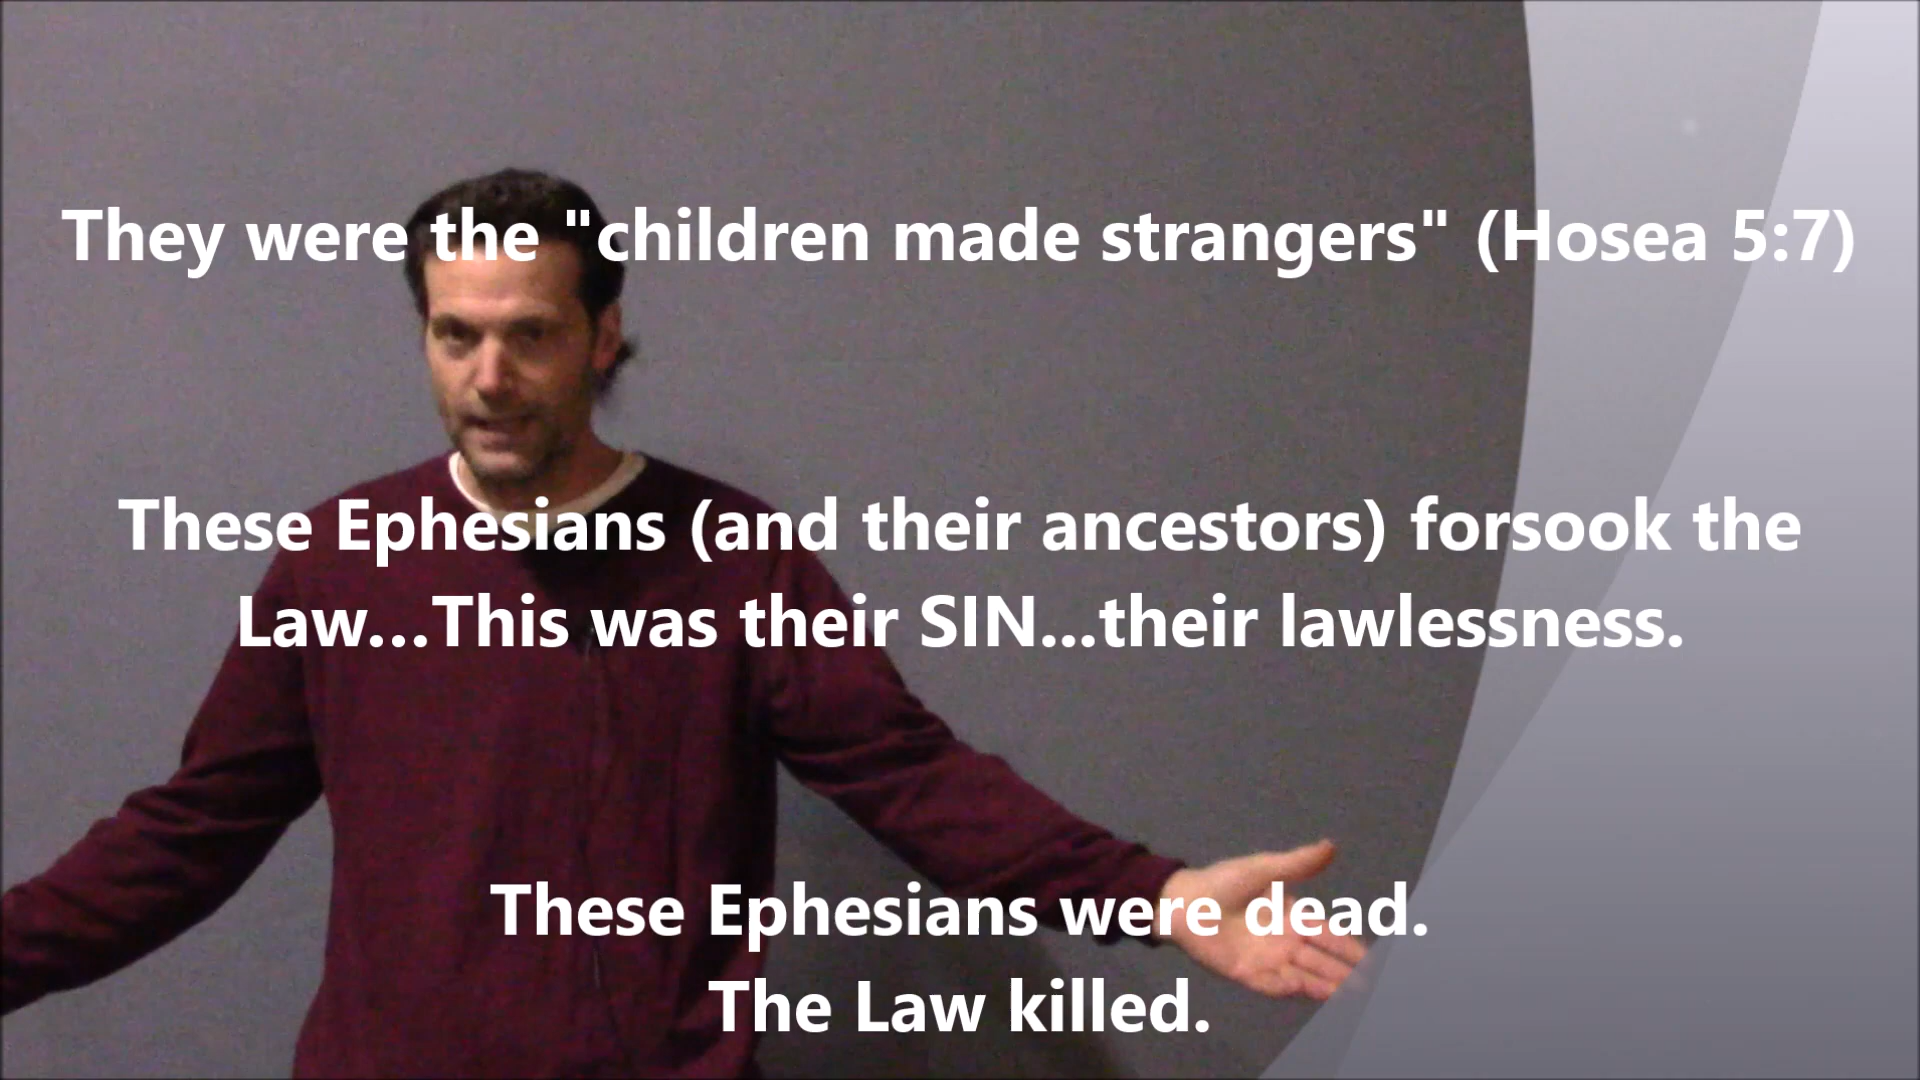 They were the "children made strangers" (Hosea 5:7)
These Ephesians (and their ancestors) forsook the
Law...This was their SIN...their lawlessness.
These Ephesians were dead.
The Law killed.